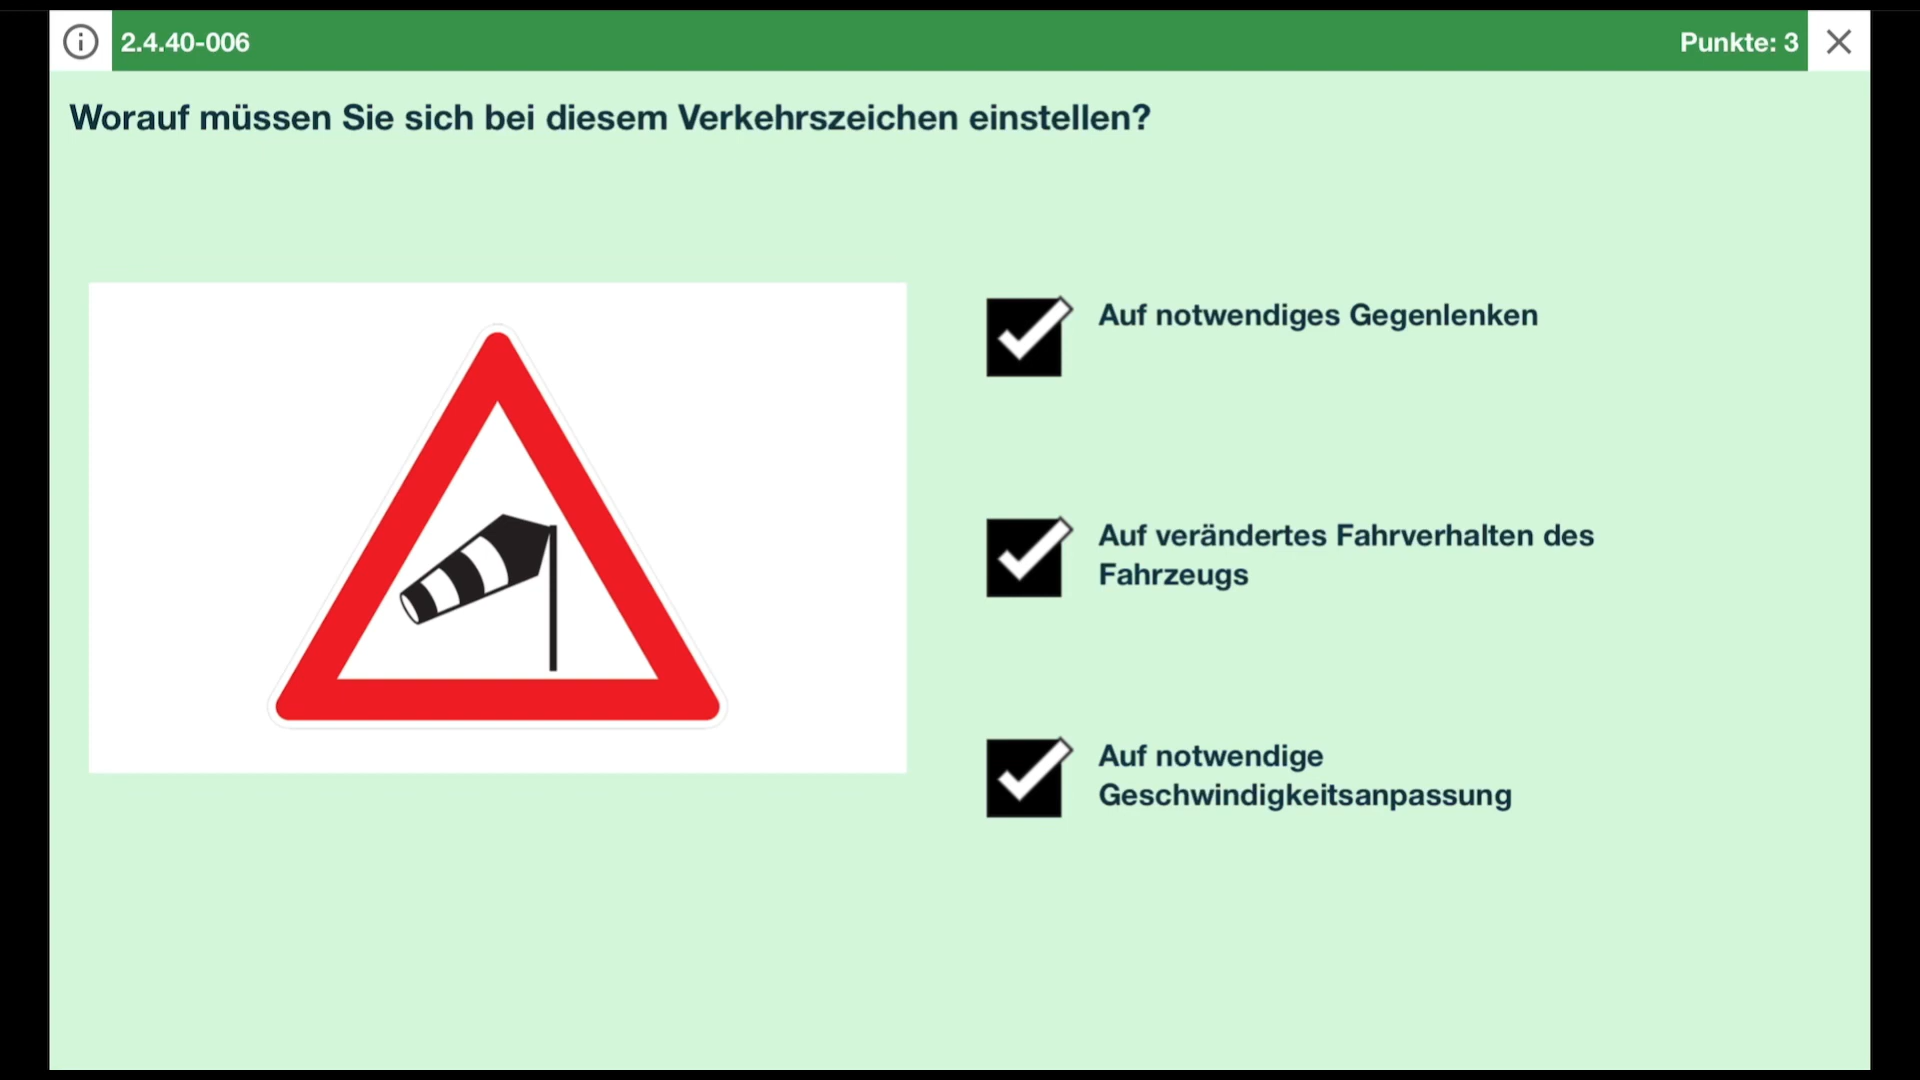 2.4.40-006
Punkte: 3
Worauf müssen Sie sich bei diesem Verkehrszeichen einstellen?
Auf notwendiges Gegenlenken
Auf verändertes Fahrverhalten des
Fahrzeugs
Auf notwendige
Geschwindigkeitsanpassung